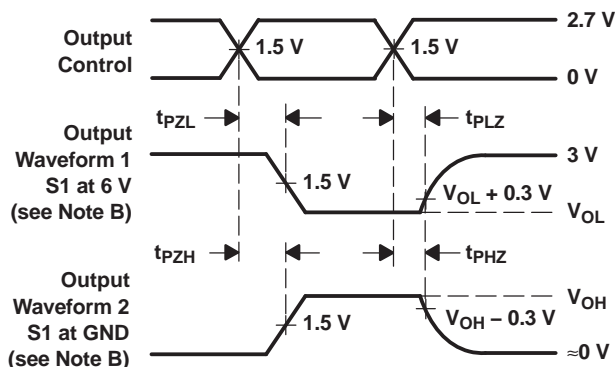 2.7 V
Output
Control
1.5 V
1.5 V
0 V
tPZL
tPLZ
Output
Waveform 1
S1 at 6 V
(see Note B)
3 V
1.5 V
VOL + 0.3 V
VOL
tPZH
tPHZ
Output
Waveform 2
S1 at GND
(see Note B)
VOH
1.5 V
VOH – 0.3 V
≈0 V